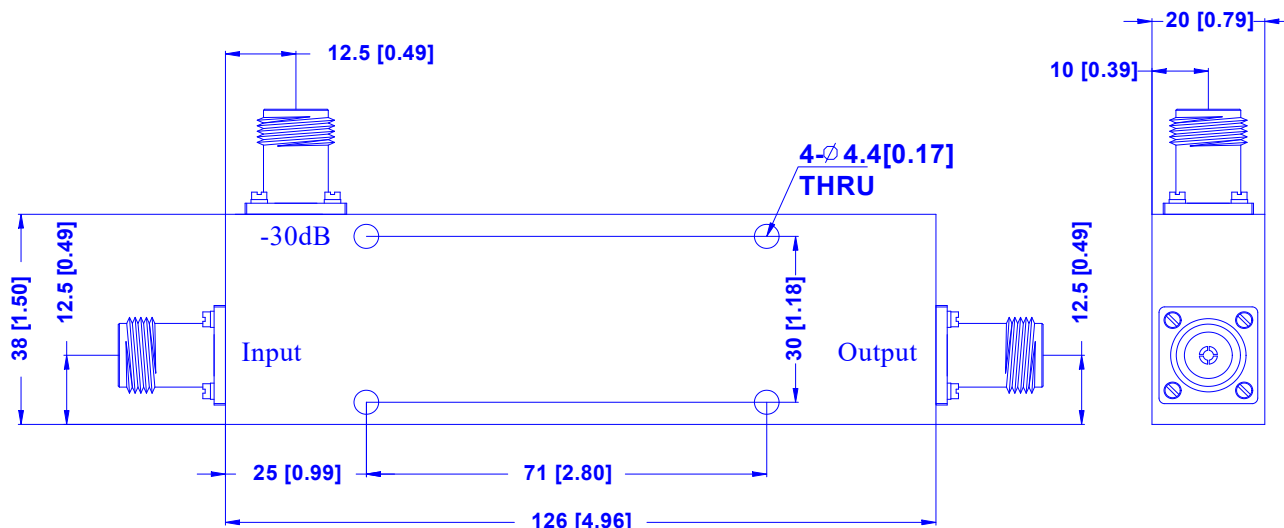 12.5 [0.49]
20 [0.79]
10 [0.39]
4-∅ 4.4[0.17]
THRU
-30dB
38 [1.50]
12.5 [0.49]
Input
30 [1.18]
Output
12.5 [0.49]
25 [0.99]
71 [2.80]
126 [4.96]